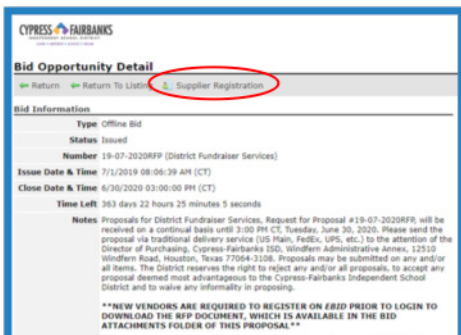 CYPRESS FAIRBANKS
INDEPENDENT SCHOOL DISTRICT
Bid Opportunity Detail
Return Return To Listing Supplier Registration
Bid Information
Type Offline Bid
Status Issued
Number 19-07-2020RFP (District Fundraiser Services)
Issue Date & Time 7/1/2019 08:06:39 AM (CT)
Close Date & Time 6/30/2020 03:00:00 PM (CT)
Time Left 363 days 22 hours 25 minutes 5 seconds
Notes Proposals for District Fundraiser Services, Request for Proposal #19-07-2020RFP, will be
received on a continual basis until 3:00 PM CT, Tuesday, June 30, 2020. Please send the
proposal via traditional delivery service (US Main, FedEx, UPS, etc.) to the attention of the
Director of Purchasing, Cypress-Fairbanks ISD, Windfern Administrative Annex, 12510
Windfern Road, Houston, Texas 77064-3108. Proposals may be submitted on any and/or
all items. The District reserves the right to reject any and/or all proposals, to accept any
proposal deemed most advantageous to the Cypress-Fairbanks Independent School
District and to waive any informality in proposing.
**NEW VENDORS ARE REQUIRED TO REGISTER ON EBID PRIOR TO LOGIN TO
DOWNLOAD THE RFP DOCUMENT, WHICH IS AVAILABLE IN THE BID
ATTACHMENTS FOLDER OF THIS PROPOSAL**